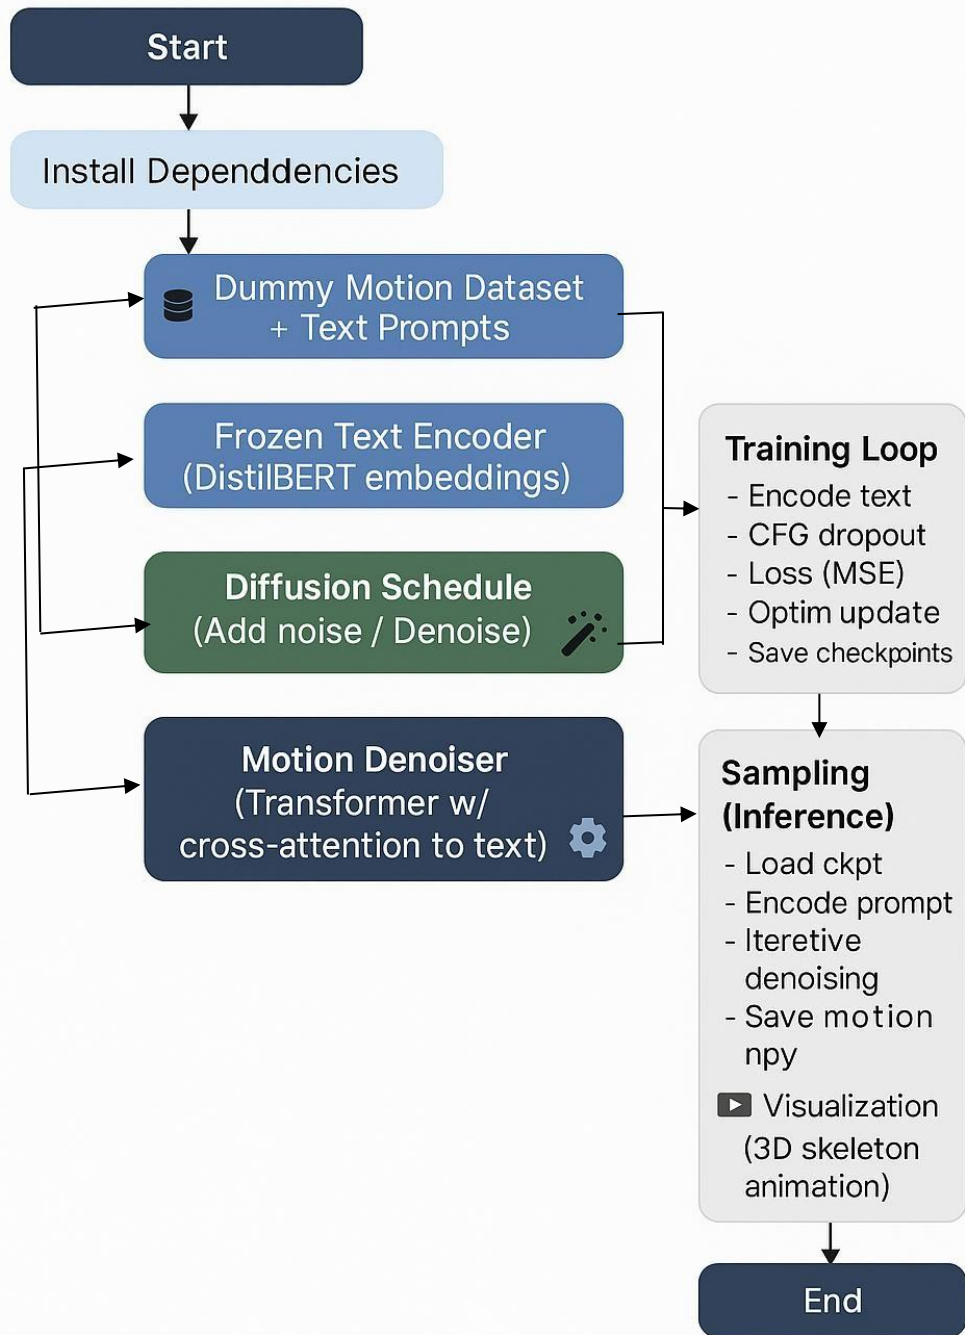 Start
Install Dependdencies
Dummy Motion Dataset
+ Text Prompts
Frozen Text Encoder
(DistilBERT embeddings)
Diffusion Schedule
(Add noise / Denoise)
Motion Denoiser
(Transformer w/
cross-attention to text)
Training Loop
- Encode text
- CFG dropout
- Loss (MSE)
- Optim update
- Save checkpoints
Sampling
(Inference)
- Load ckpt
- Encode prompt
- Iteretive
denoising
- Save motion
npy
Visualization
(3D skeleton
animation)
End